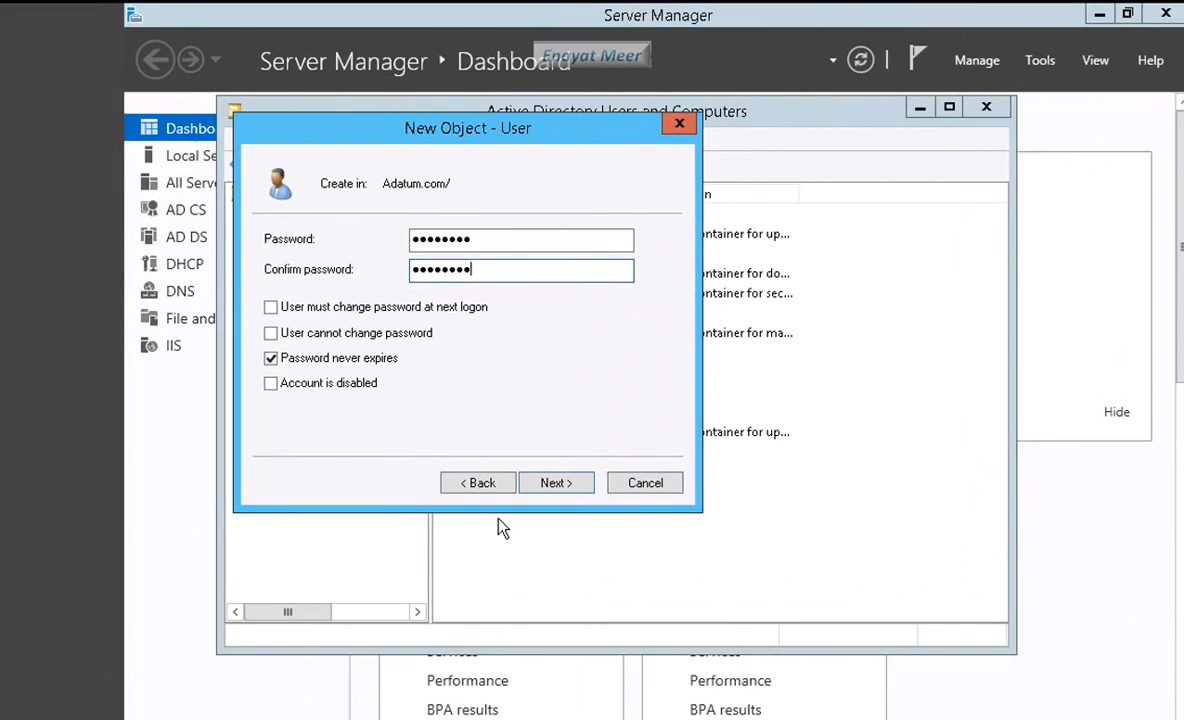 Server Manager
Server Manager ‣ Dashboard
Enayat Meer
Manage Tools View Help
Active Directory Users and Computers
New Object - User
Dashbo
Local Se
All Serve
AD CS
AD DS
DHCP
DNS
File and
IIS
Create in: Adatum.com/
Password: ••••••••
Confirm password: ••••••••
User must change password at next logon
User cannot change password
Password never expires
Account is disabled
< Back
Next >
Cancel
n
ontainer for up...
ontainer for do...
ontainer for sec...
ontainer for ma...
ontainer for up...
Hide
Performance
BPA results
Performance
BPA results